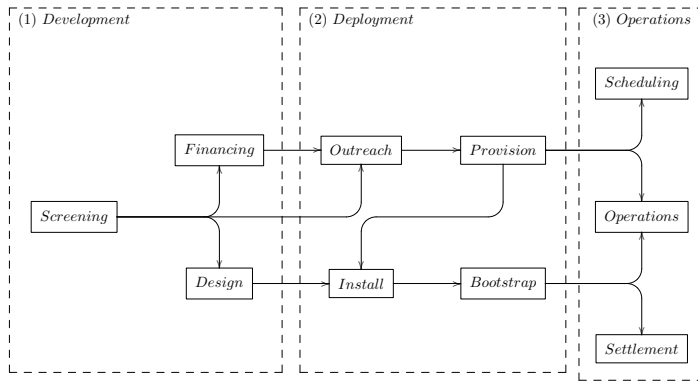 (1) Development
(2) Deployment
(3) Operations
Scheduling
Financing
Outreach
Provision
Screening
Operations
Design
Install
Bootstrap
Settlement